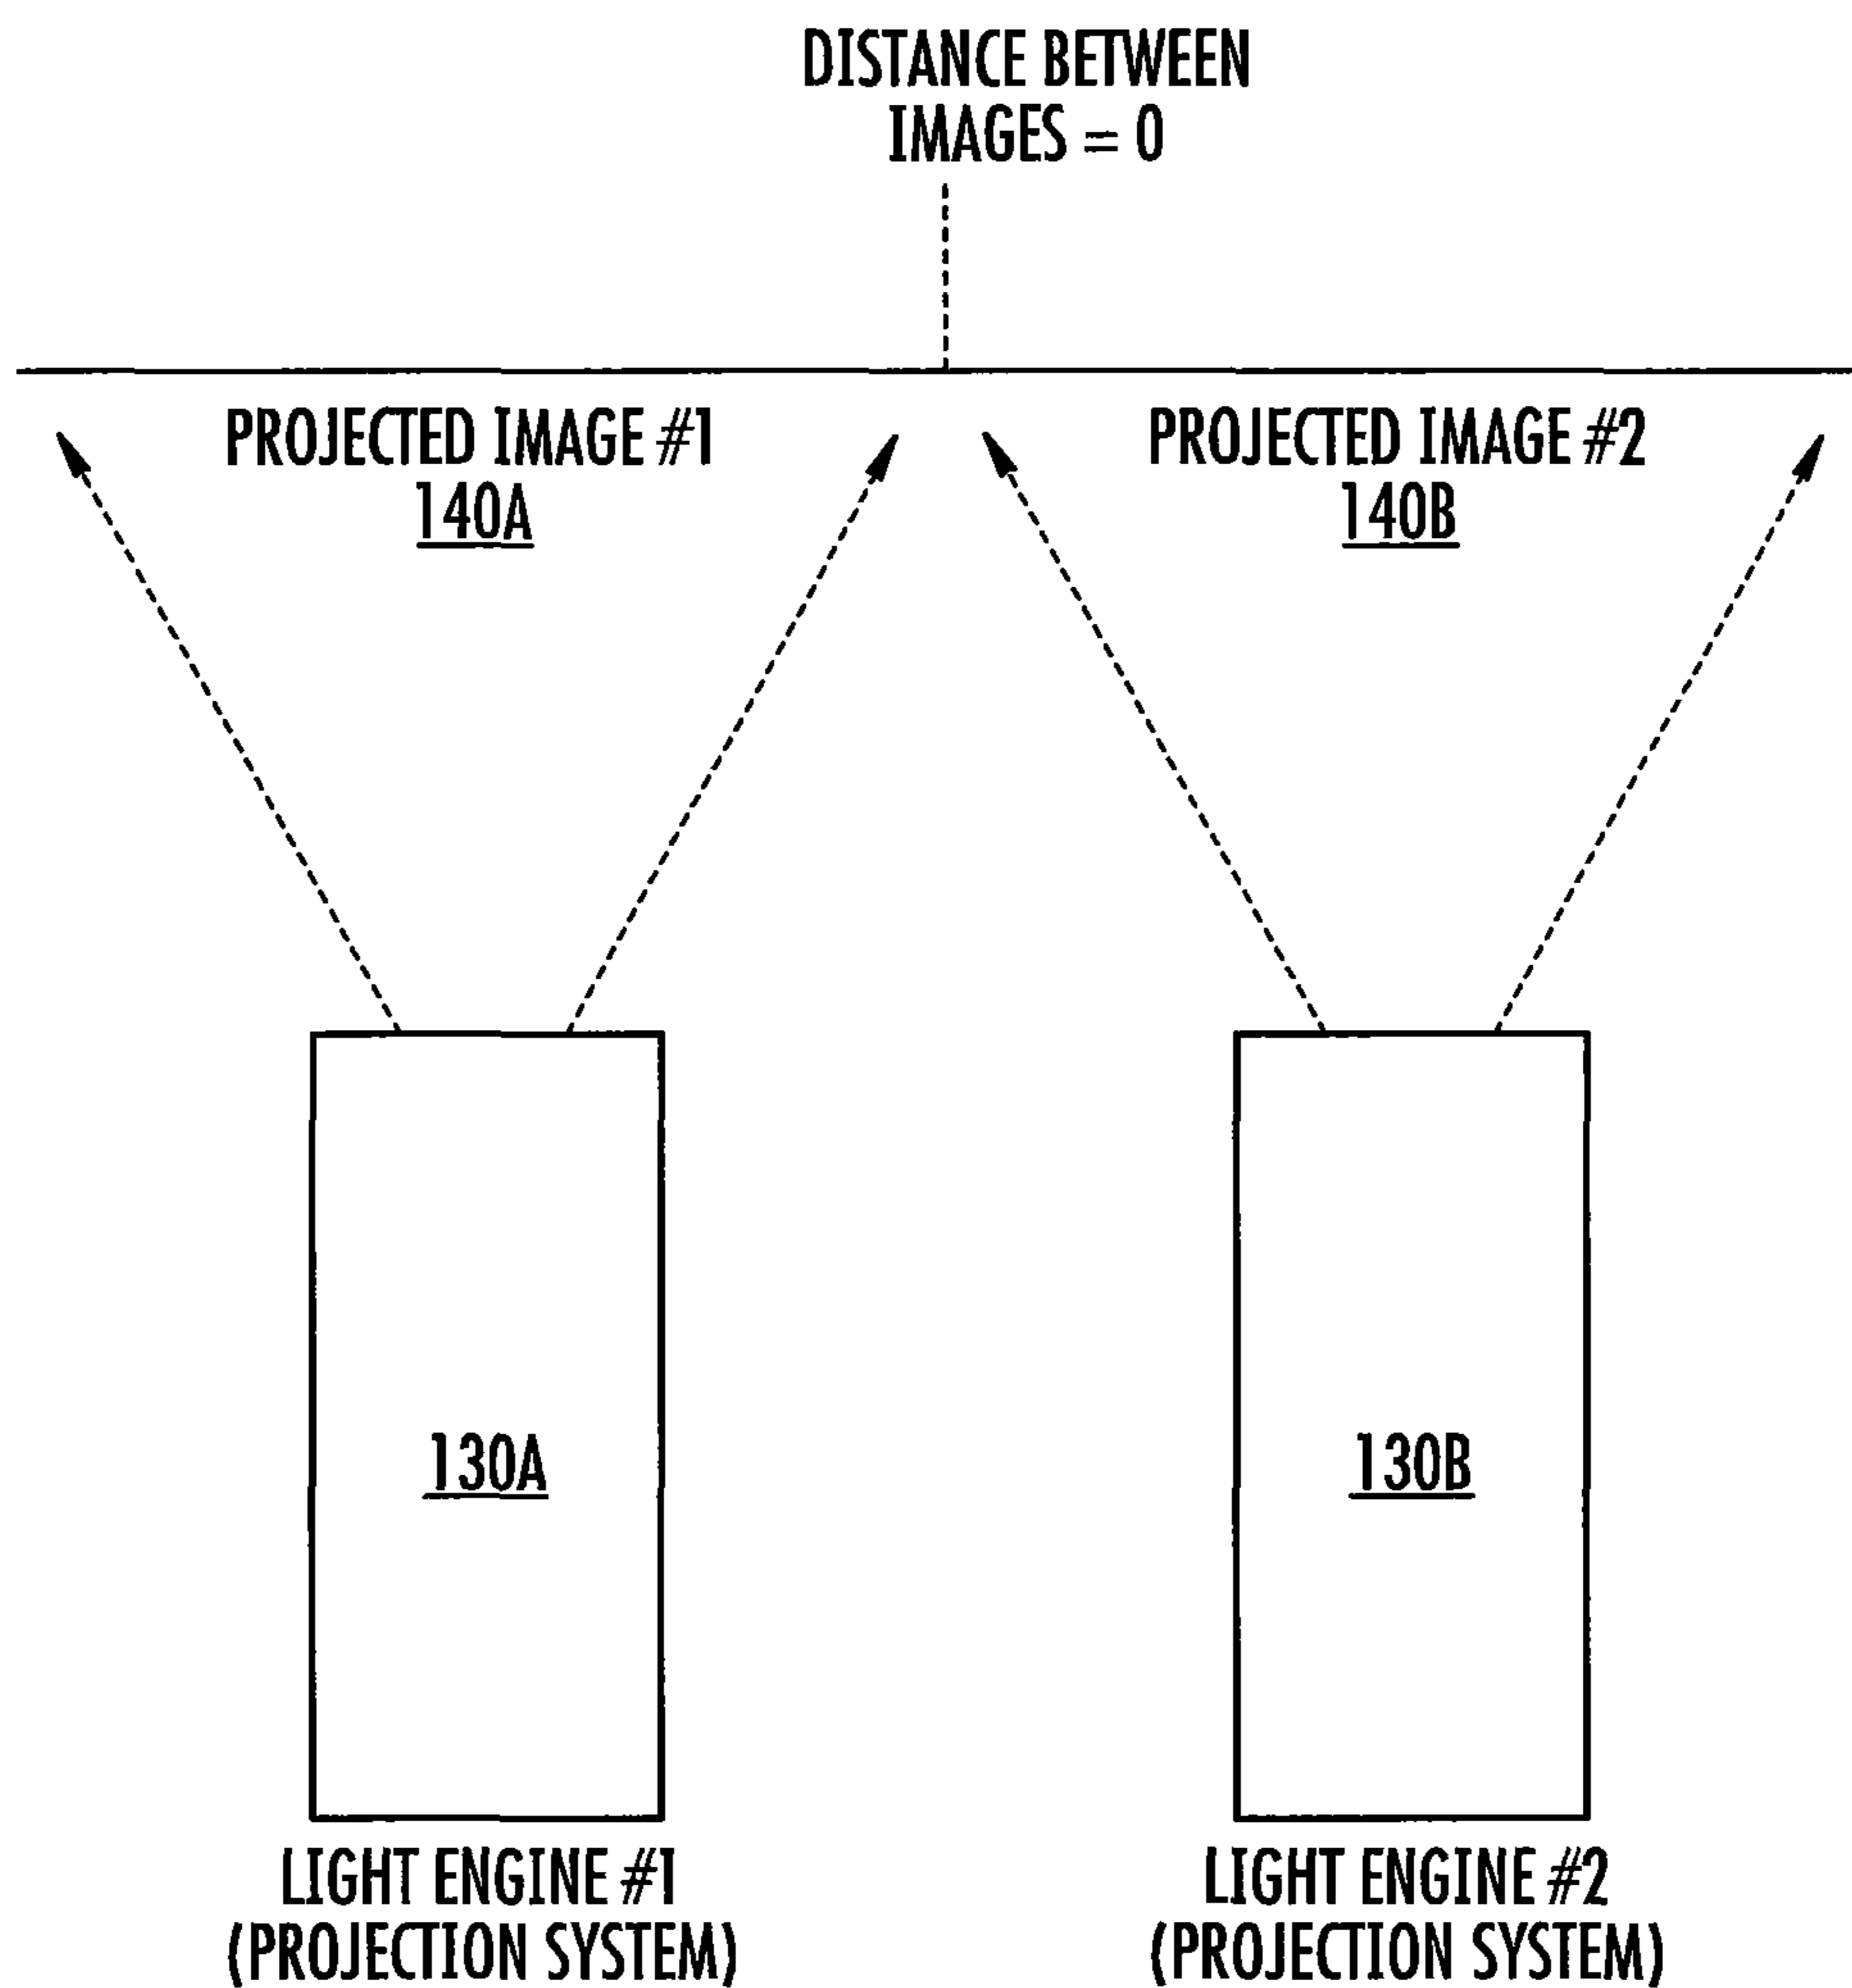 DISTANCE BETWEEN
IMAGES = 0
PROJECTED IMAGE #1
140A
PROJECTED IMAGE #2
140B
130A
130B
LIGHT ENGINE #1
(PROJECTION SYSTEM)
LIGHT ENGINE #2
(PROJECTION SYSTEM)